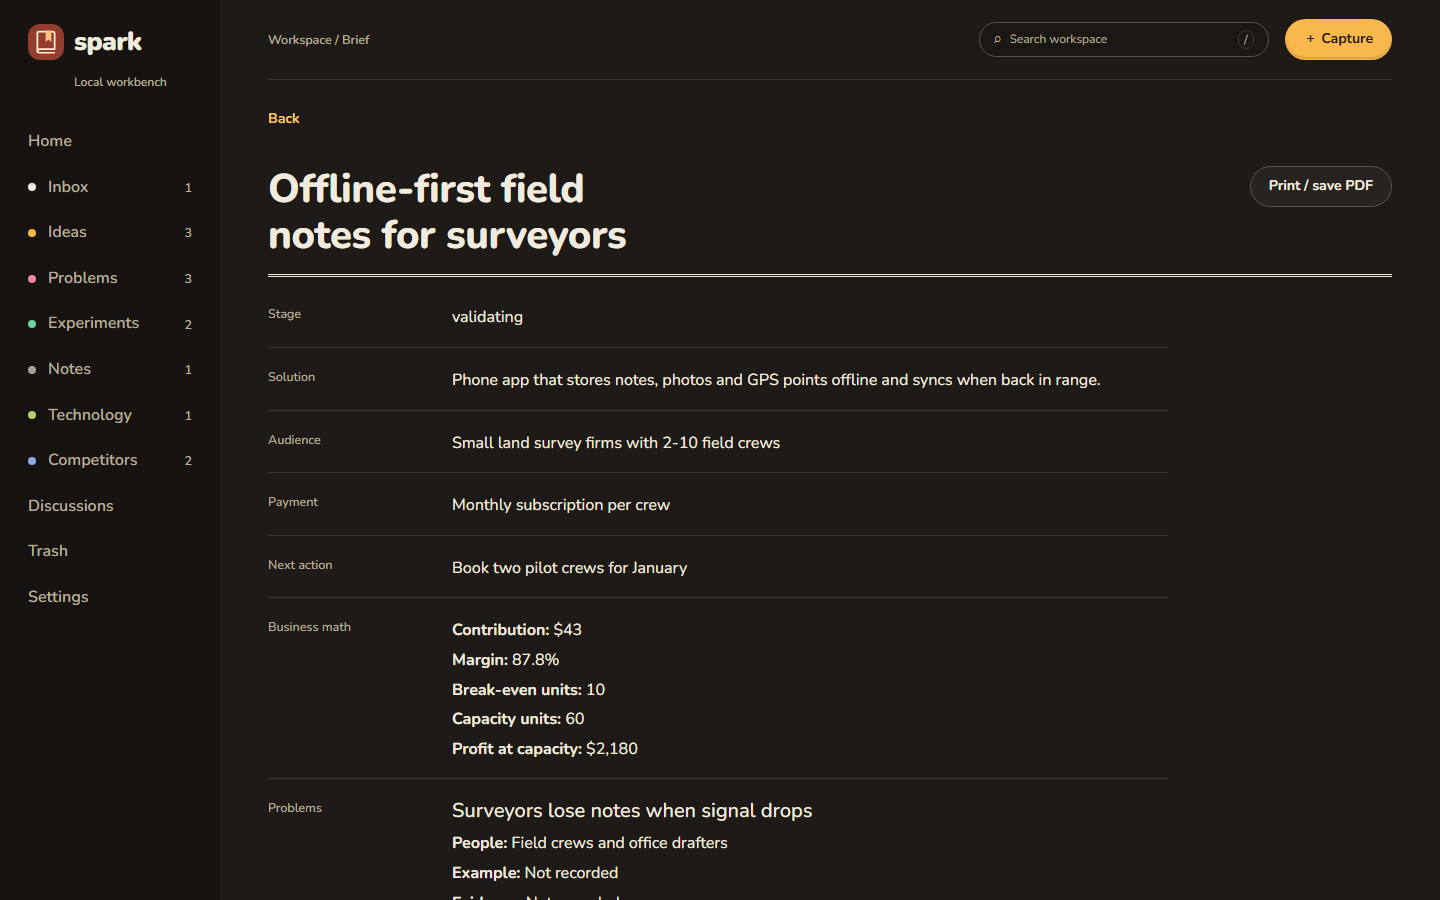 spark
Local workbench
Home
Inbox 1
Ideas 3
Problems 3
Experiments 2
Notes 1
Technology 1
Competitors 2
Discussions
Trash
Settings
Workspace / Brief
Search workspace /
+ Capture
Back
Offline-first field
notes for surveyors
Print / save PDF
Stage validating
Solution Phone app that stores notes, photos and GPS points offline and syncs when back in range.
Audience Small land survey firms with 2-10 field crews
Payment Monthly subscription per crew
Next action Book two pilot crews for January
Business math Contribution: $43
Margin: 87.8%
Break-even units: 10
Capacity units: 60
Profit at capacity: $2,180
Problems Surveyors lose notes when signal drops
People: Field crews and office drafters
Example: Not recorded